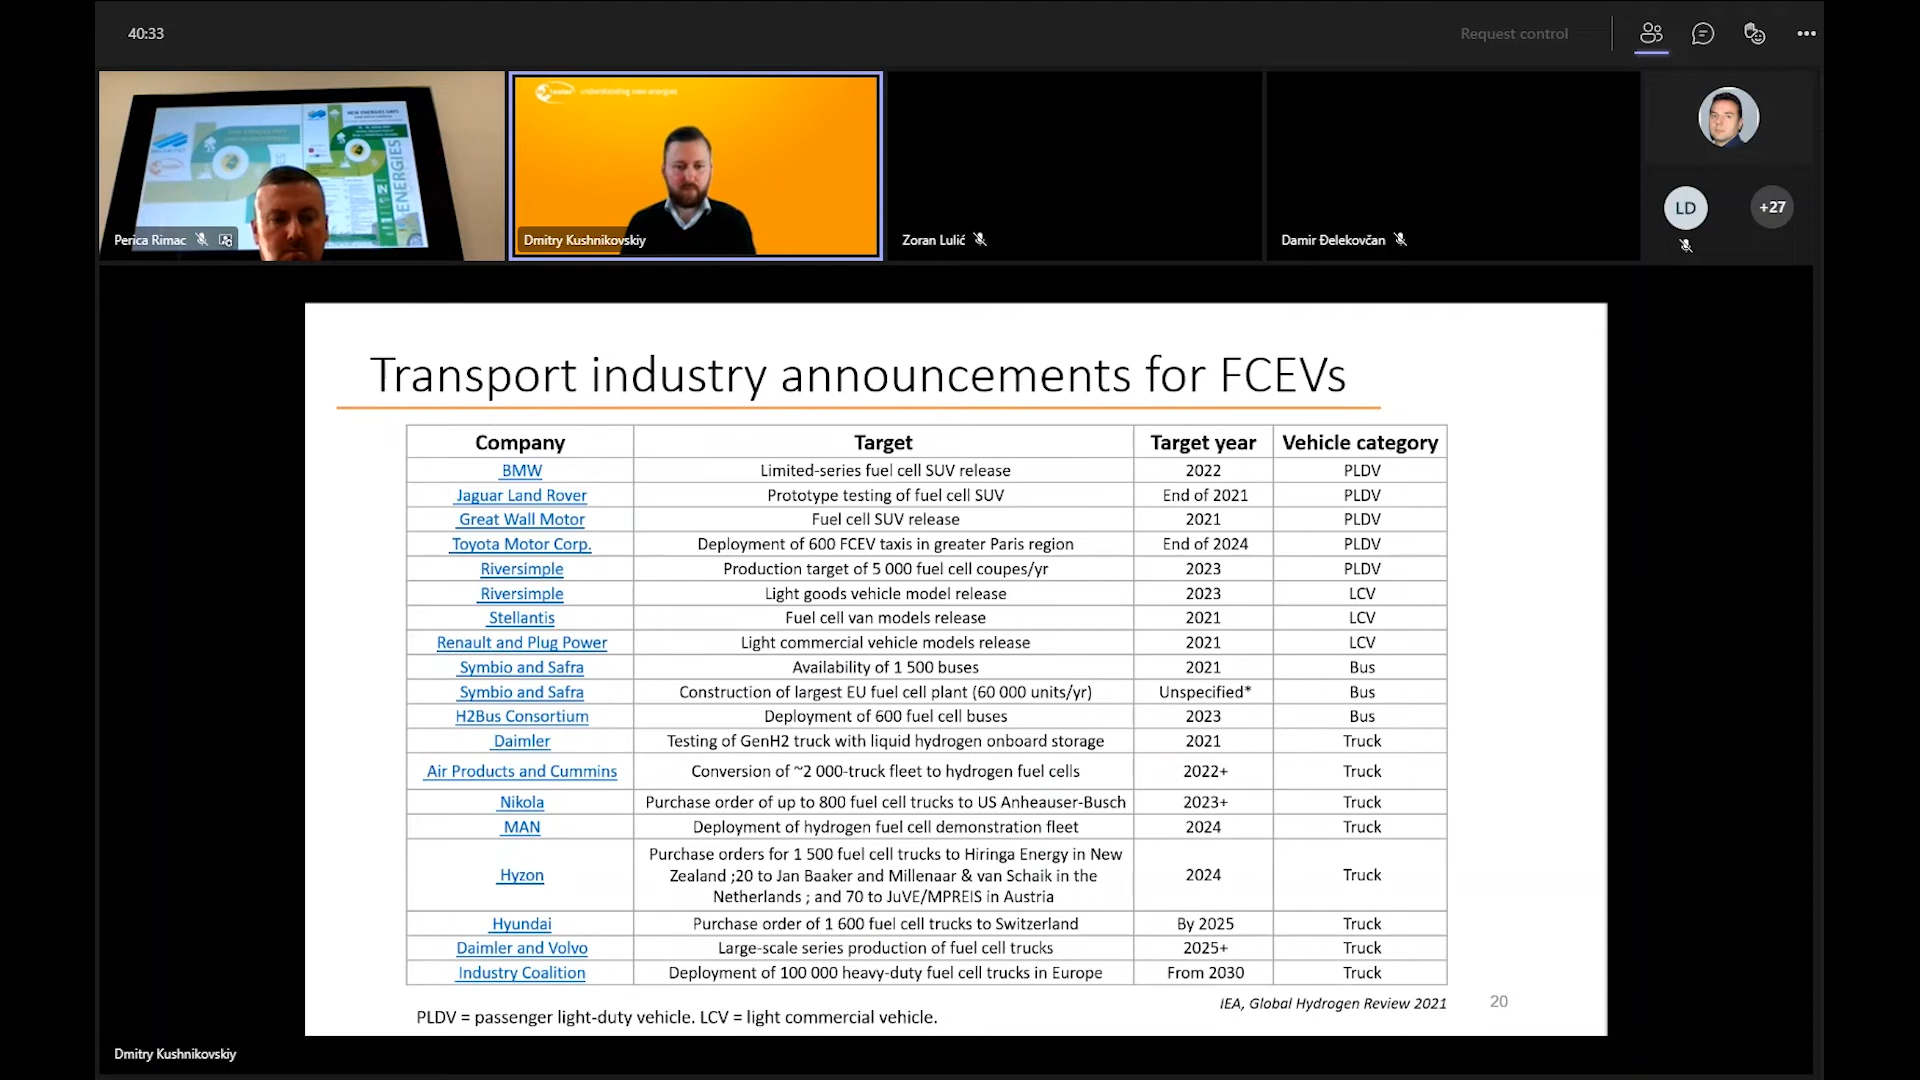 40:33
Request control
understanding new energies
NEW ENERGIES DAYS
ENERGIES
Perica Rimac
Dmitry Kushnikovskiy
Zoran Lulić
Damir Đelekovčan
LD
+27
Transport industry announcements for FCEVs
Company Target Target year Vehicle category
BMW Limited-series fuel cell SUV release 2022 PLDV
Jaguar Land Rover Prototype testing of fuel cell SUV End of 2021 PLDV
Great Wall Motor Fuel cell SUV release 2021 PLDV
Toyota Motor Corp. Deployment of 600 FCEV taxis in greater Paris region End of 2024 PLDV
Riversimple Production target of 5 000 fuel cell coupes/yr 2023 PLDV
Riversimple Light goods vehicle model release 2023 LCV
Stellantis Fuel cell van models release 2021 LCV
Renault and Plug Power Light commercial vehicle models release 2021 LCV
Symbio and Safra Availability of 1 500 buses 2021 Bus
Symbio and Safra Construction of largest EU fuel cell plant (60 000 units/yr) Unspecified* Bus
H2Bus Consortium Deployment of 600 fuel cell buses 2023 Bus
Daimler Testing of GenH2 truck with liquid hydrogen onboard storage 2021 Truck
Air Products and Cummins Conversion of ~2 000-truck fleet to hydrogen fuel cells 2022+ Truck
Nikola Purchase order of up to 800 fuel cell trucks to US Anheauser-Busch 2023+ Truck
MAN Deployment of hydrogen fuel cell demonstration fleet 2024 Truck
Hyzon Purchase orders for 1 500 fuel cell trucks to Hiringa Energy in New
Zealand ;20 to Jan Baaker and Millenaar & van Schaik in the
Netherlands ; and 70 to JuVE/MPREIS in Austria 2024 Truck
Hyundai Purchase order of 1 600 fuel cell trucks to Switzerland By 2025 Truck
Daimler and Volvo Large-scale series production of fuel cell trucks 2025+ Truck
Industry Coalition Deployment of 100 000 heavy-duty fuel cell trucks in Europe From 2030 Truck
IEA, Global Hydrogen Review 2021
20
PLDV = passenger light-duty vehicle. LCV = light commercial vehicle.
Dmitry Kushnikovskiy